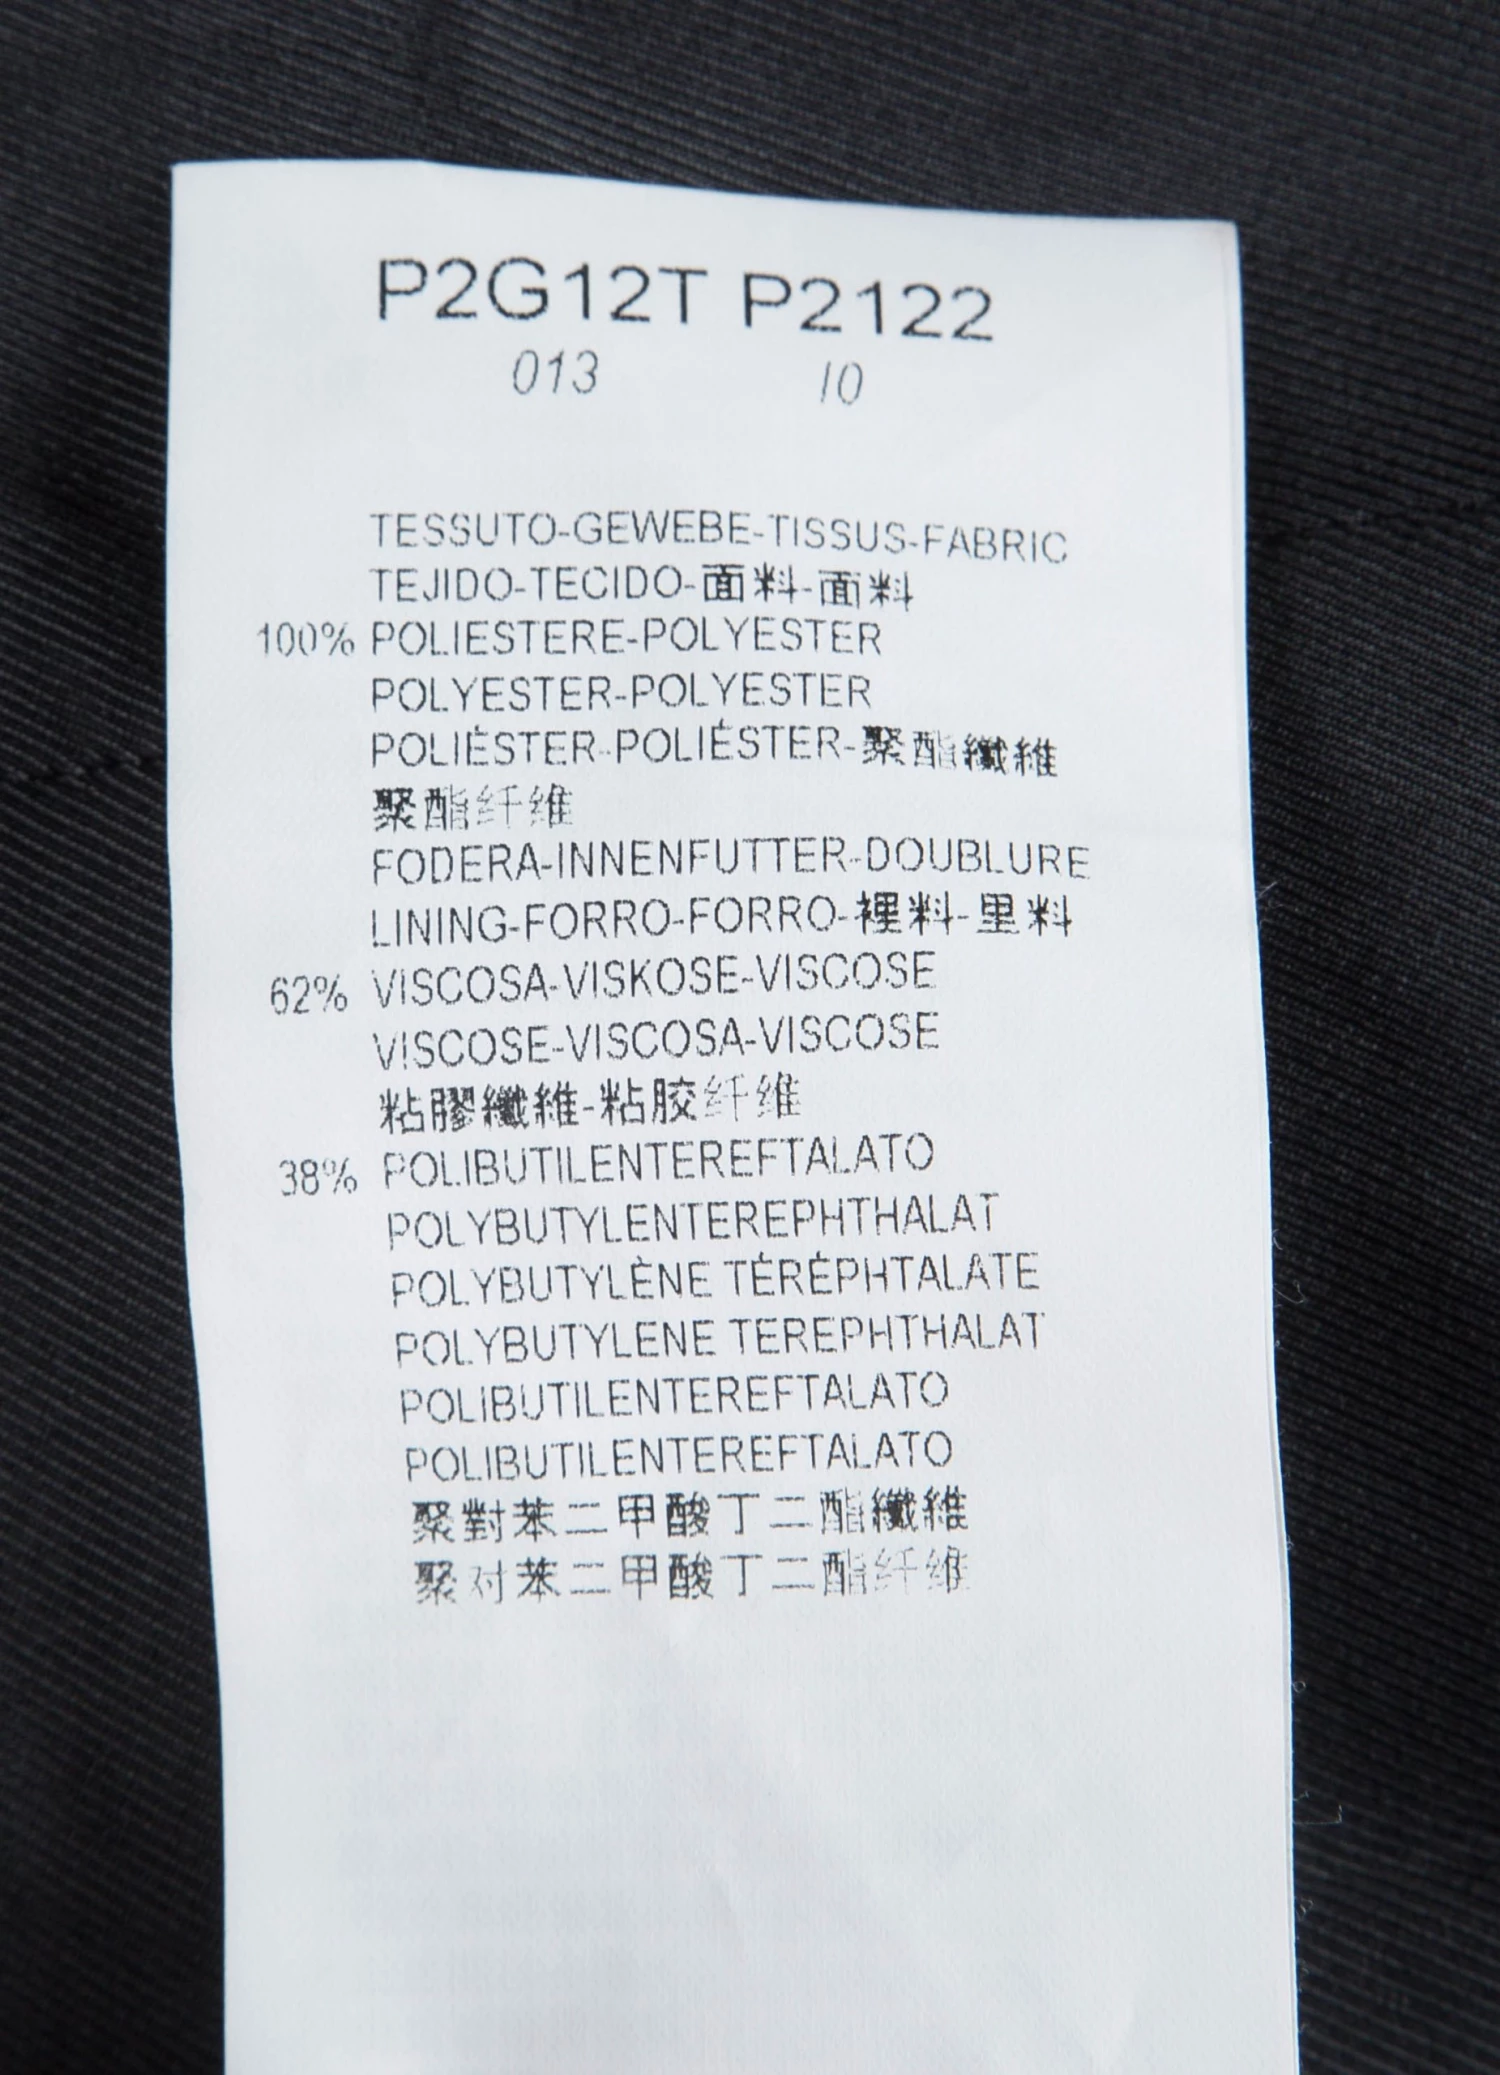 P2G12T P2122
013 I0
TESSUTO-GEWEBE-TISSUS-FABRIC
TEJIDO-TECIDO-面料-面料
100% POLIESTERE-POLYESTER
POLYESTER-POLYESTER
POLIÉSTER-POLIÉSTER-聚酯纖維
聚酯纤维
FODERA-INNENFUTTER-DOUBLURE
LINING-FORRO-FORRO-裡料-里料
62% VISCOSA-VISKOSE-VISCOSE
VISCOSE-VISCOSA-VISCOSE
粘膠纖維-粘胶纤维
38% POLIBUTILENTEREFTALATO
POLYBUTYLENTEREPHTHALAT
POLYBUTYLÈNE TÉRÉPHTALATE
POLYBUTYLENE TEREPHTHALAT
POLIBUTILENTEREFTALATO
POLIBUTILENTEREFTALATO
聚對苯二甲酸丁二酯纖維
聚对苯二甲酸丁二酯纤维